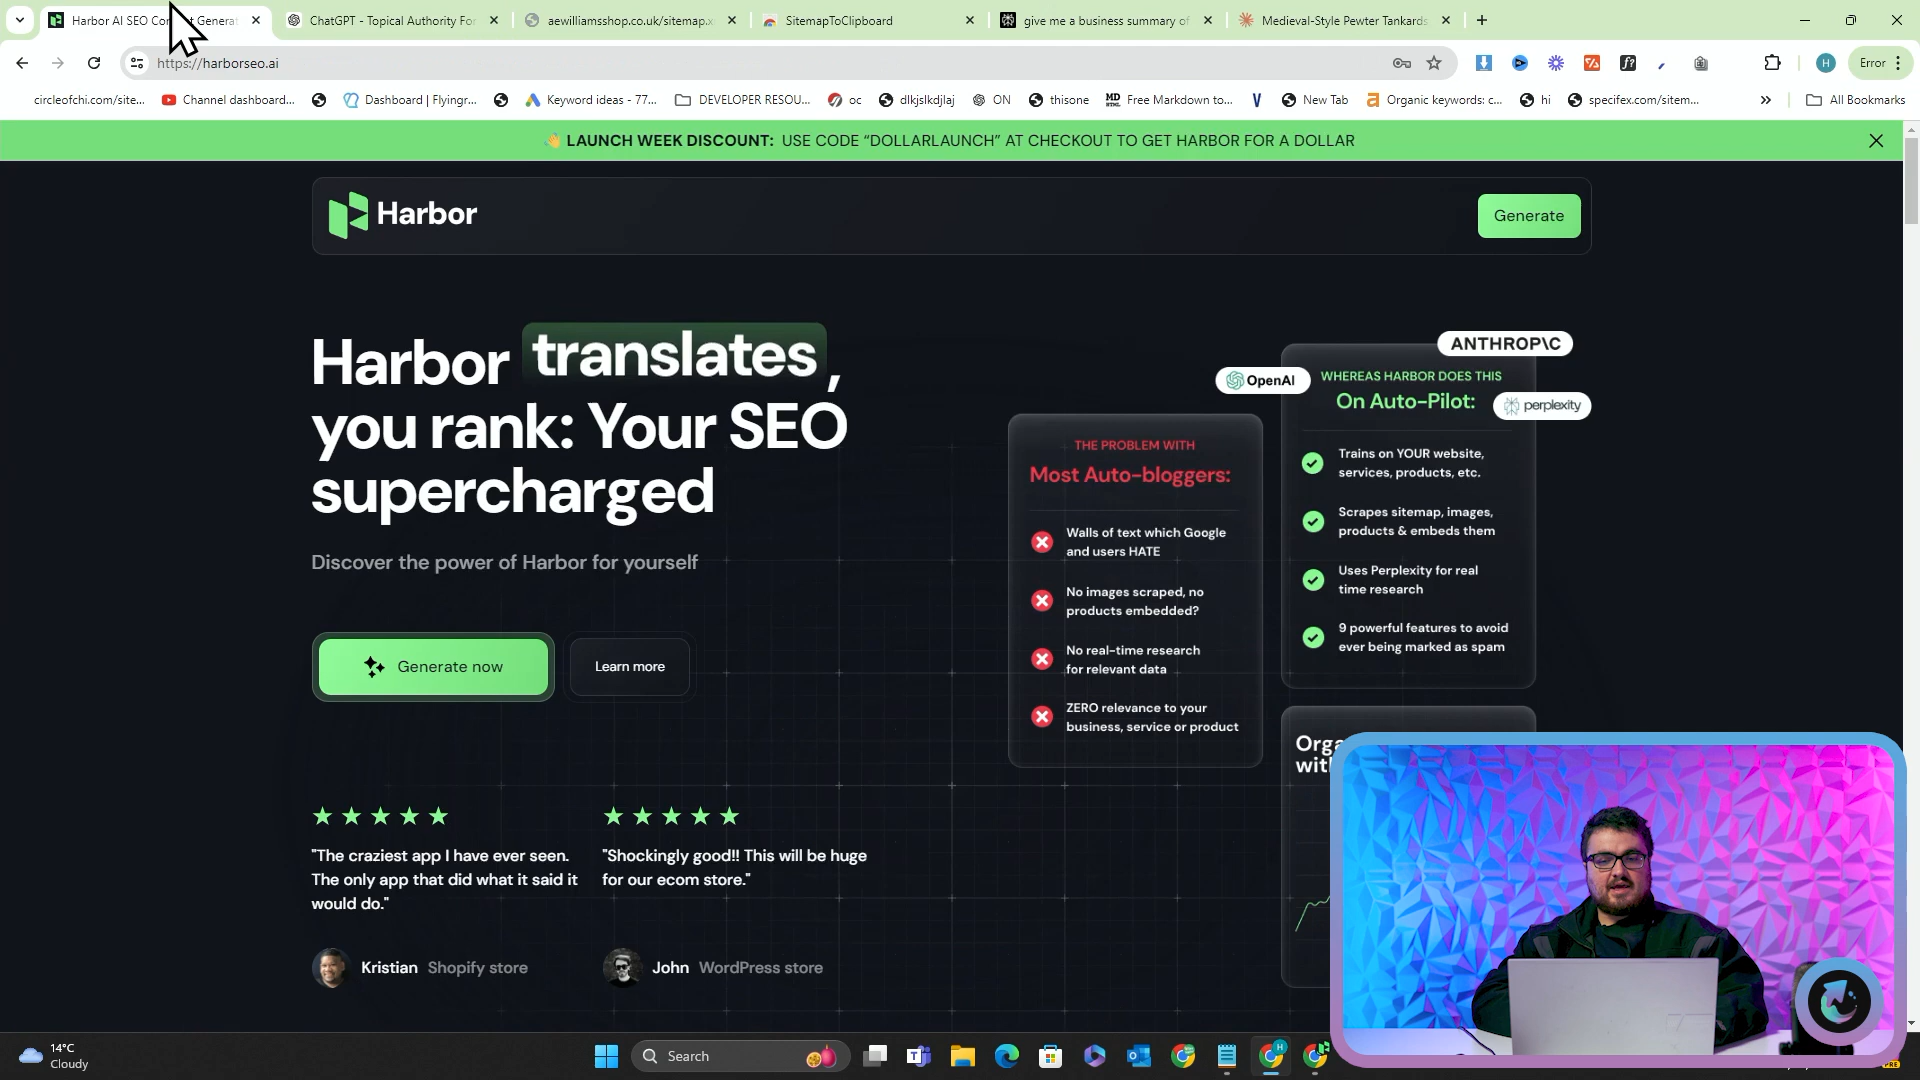 Harbor AI SEO Co
t Generat
ChatGPT - Topical Authority For
aewilliamsshop.co.uk/sitemap.x
SitemapToClipboard
give me a business summary of
Medieval-Style Pewter Tankards
https://harborseo.ai
H
Error
circleofchi.com/site...
Channel dashboard...
Dashboard | Flyingr...
Keyword ideas - 77...
DEVELOPER RESOU...
oc
dlkjslkdjlaj
ON
thisone
Free Markdown to...
New Tab
Organic keywords: c...
hi
specifex.com/sitem...
All Bookmarks
👋 LAUNCH WEEK DISCOUNT: USE CODE “DOLLARLAUNCH” AT CHECKOUT TO GET HARBOR FOR A DOLLAR
Harbor
Generate
Harbor translates,
you rank: Your SEO
supercharged
Discover the power of Harbor for yourself
Generate now
Learn more
★★★★★
"The craziest app I have ever seen.
The only app that did what it said it
would do."
Kristian Shopify store
★★★★★
"Shockingly good!! This will be huge
for our ecom store."
John WordPress store
THE PROBLEM WITH
Most Auto-bloggers:
Walls of text which Google
and users HATE
No images scraped, no
products embedded?
No real-time research
for relevant data
ZERO relevance to your
business, service or product
ANTHROP\C
OpenAI
WHEREAS HARBOR DOES THIS
On Auto-Pilot:
perplexity
Trains on YOUR website,
services, products, etc.
Scrapes sitemap, images,
products & embeds them
Uses Perplexity for real
time research
9 powerful features to avoid
ever being marked as spam
Orga
with
14°C
Cloudy
Search